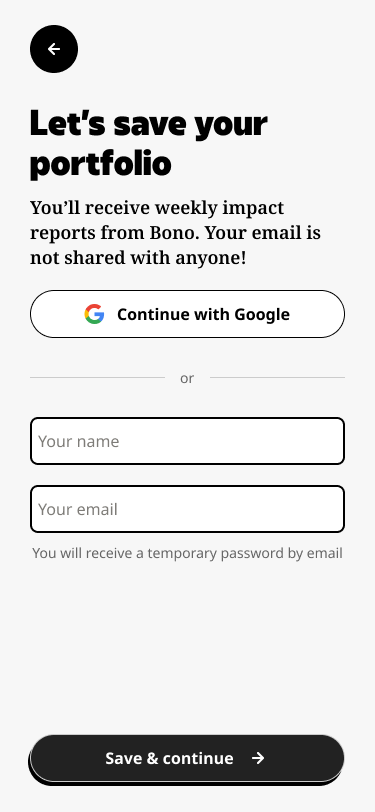 Let’s save your
portfolio
You’ll receive weekly impact
reports from Bono. Your email is
not shared with anyone!
Continue with Google
or
Your name
Your email
You will receive a temporary password by email
Save & continue